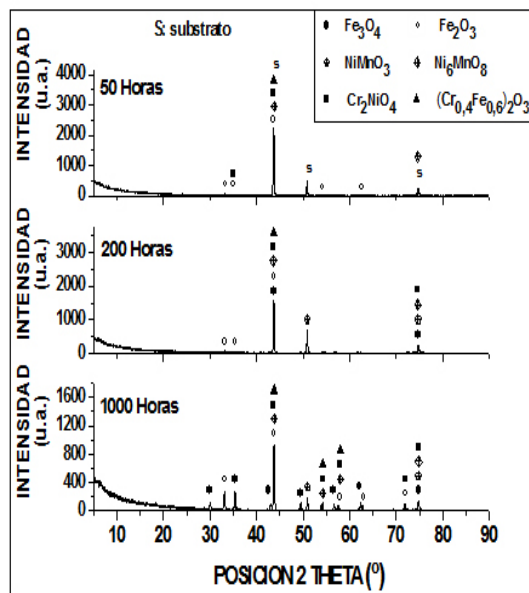 S: substrato
Fe₃O₄
Fe₂O₃
NiMnO₃
Ni₆MnO₈
Cr₂NiO₄
(Cr₀,₄Fe₀,₆)₂O₃
INTENSIDAD
(u.a.)
4000
3000
2000
1000
0
50 Horas
S
S
S
INTENSIDAD
(u.a.)
3000
2000
1000
0
200 Horas
INTENSIDAD
(u.a.)
1600
1200
800
400
0
1000 Horas
10 20 30 40 50 60 70 80 90
POSICION 2 THETA(º)